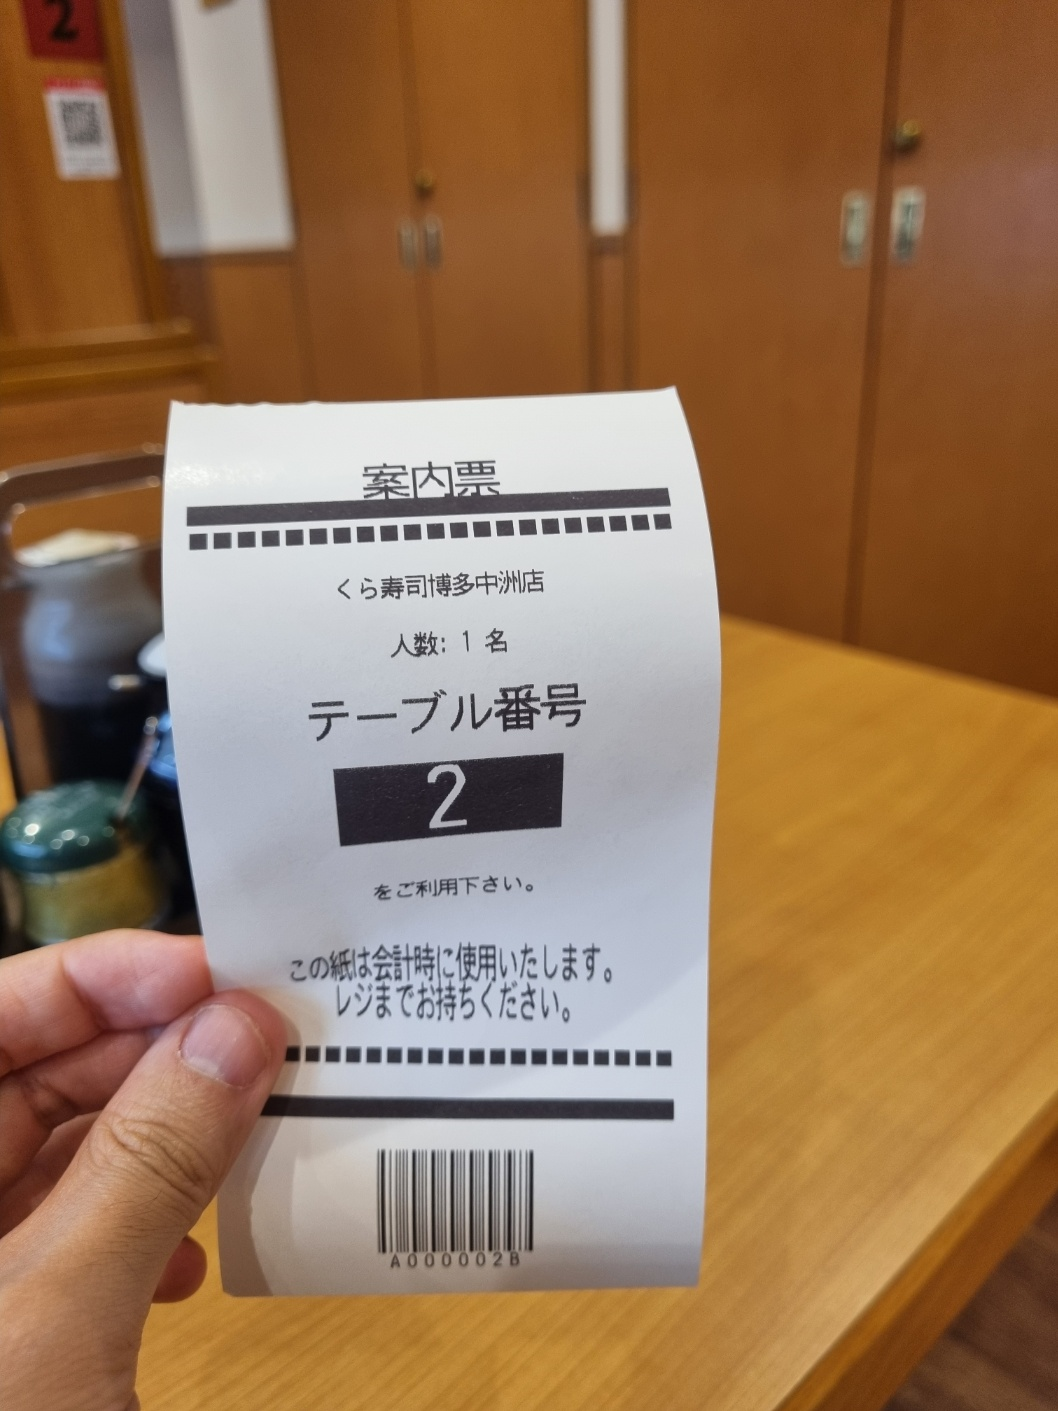 2
案内票
くら寿司博多中洲店
人数: 1 名
テーブル番号
2
をご利用下さい。
この紙は会計時に使用いたします。
レジまでお持ちください。
A000002B